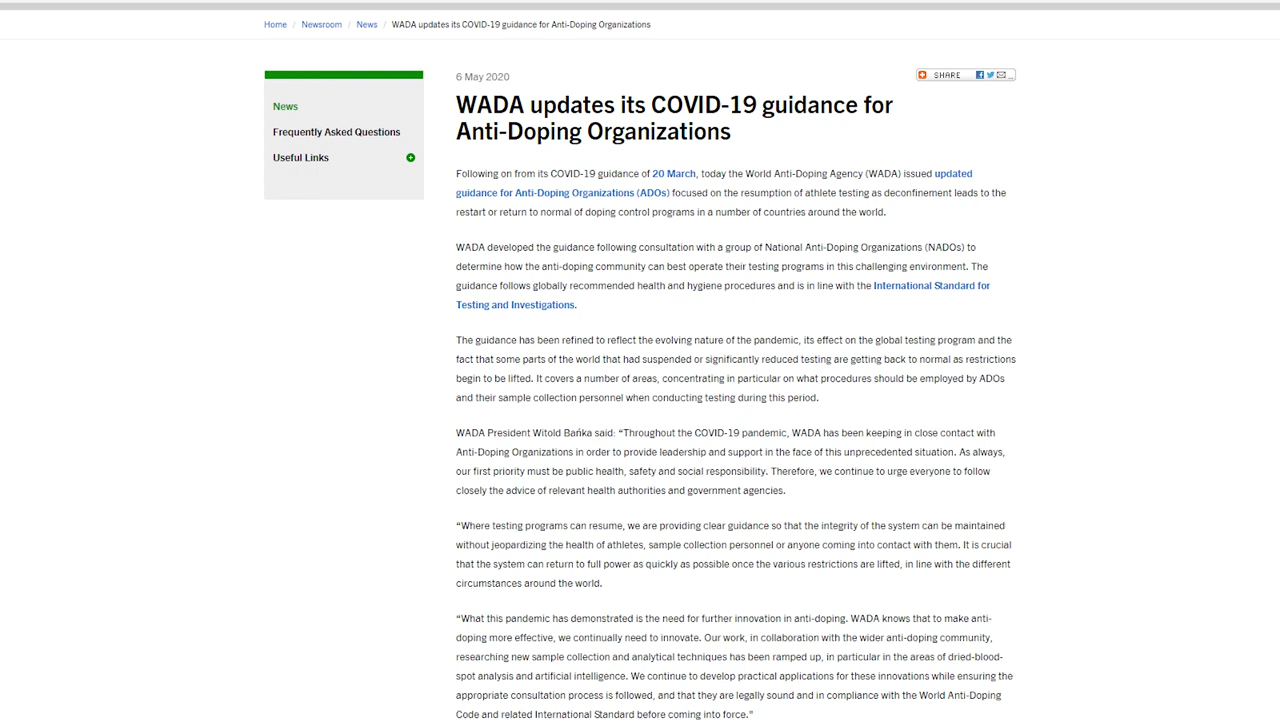 Home / Newsroom / News / WADA updates its COVID-19 guidance for Anti-Doping Organizations
News
Frequently Asked Questions
Useful Links
6 May 2020
SHARE
WADA updates its COVID-19 guidance for
Anti-Doping Organizations
Following on from its COVID-19 guidance of 20 March, today the World Anti-Doping Agency (WADA) issued updated
guidance for Anti-Doping Organizations (ADOs) focused on the resumption of athlete testing as deconfinement leads to the
restart or return to normal of doping control programs in a number of countries around the world.
WADA developed the guidance following consultation with a group of National Anti-Doping Organizations (NADOs) to
determine how the anti-doping community can best operate their testing programs in this challenging environment. The
guidance follows globally recommended health and hygiene procedures and is in line with the International Standard for
Testing and Investigations.
The guidance has been refined to reflect the evolving nature of the pandemic, its effect on the global testing program and the
fact that some parts of the world that had suspended or significantly reduced testing are getting back to normal as restrictions
begin to be lifted. It covers a number of areas, concentrating in particular on what procedures should be employed by ADOs
and their sample collection personnel when conducting testing during this period.
WADA President Witold Bańka said: “Throughout the COVID-19 pandemic, WADA has been keeping in close contact with
Anti-Doping Organizations in order to provide leadership and support in the face of this unprecedented situation. As always,
our first priority must be public health, safety and social responsibility. Therefore, we continue to urge everyone to follow
closely the advice of relevant health authorities and government agencies.
“Where testing programs can resume, we are providing clear guidance so that the integrity of the system can be maintained
without jeopardizing the health of athletes, sample collection personnel or anyone coming into contact with them. It is crucial
that the system can return to full power as quickly as possible once the various restrictions are lifted, in line with the different
circumstances around the world.
“What this pandemic has demonstrated is the need for further innovation in anti-doping. WADA knows that to make anti-
doping more effective, we continually need to innovate. Our work, in collaboration with the wider anti-doping community,
researching new sample collection and analytical techniques has been ramped up, in particular in the areas of dried-blood-
spot analysis and artificial intelligence. We continue to develop practical applications for these innovations while ensuring the
appropriate consultation process is followed, and that they are legally sound and in compliance with the World Anti-Doping
Code and related International Standard before coming into force."